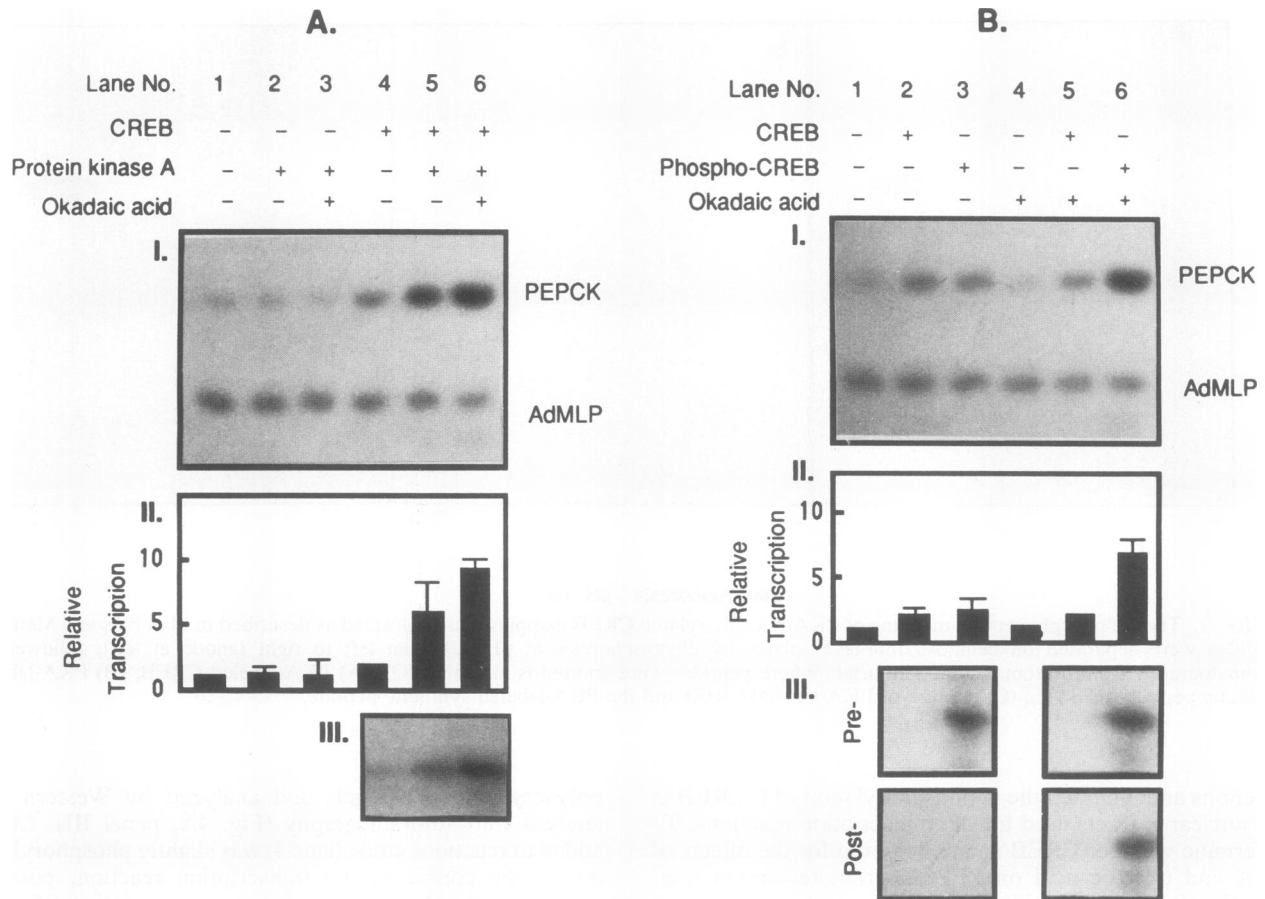 A.
Lane No. 1 2 3 4 5 6
CREB − − − + + +
Protein kinase A − + + − + +
Okadaic acid − − + − − +
I.
PEPCK
AdMLP
II.
Relative
Transcription
10
5
0
III.
B.
Lane No. 1 2 3 4 5 6
CREB − + − − + −
Phospho-CREB − − + − − +
Okadaic acid − − − + + +
I.
PEPCK
AdMLP
II.
Relative
Transcription
10
5
0
III.
Pre-
Post-